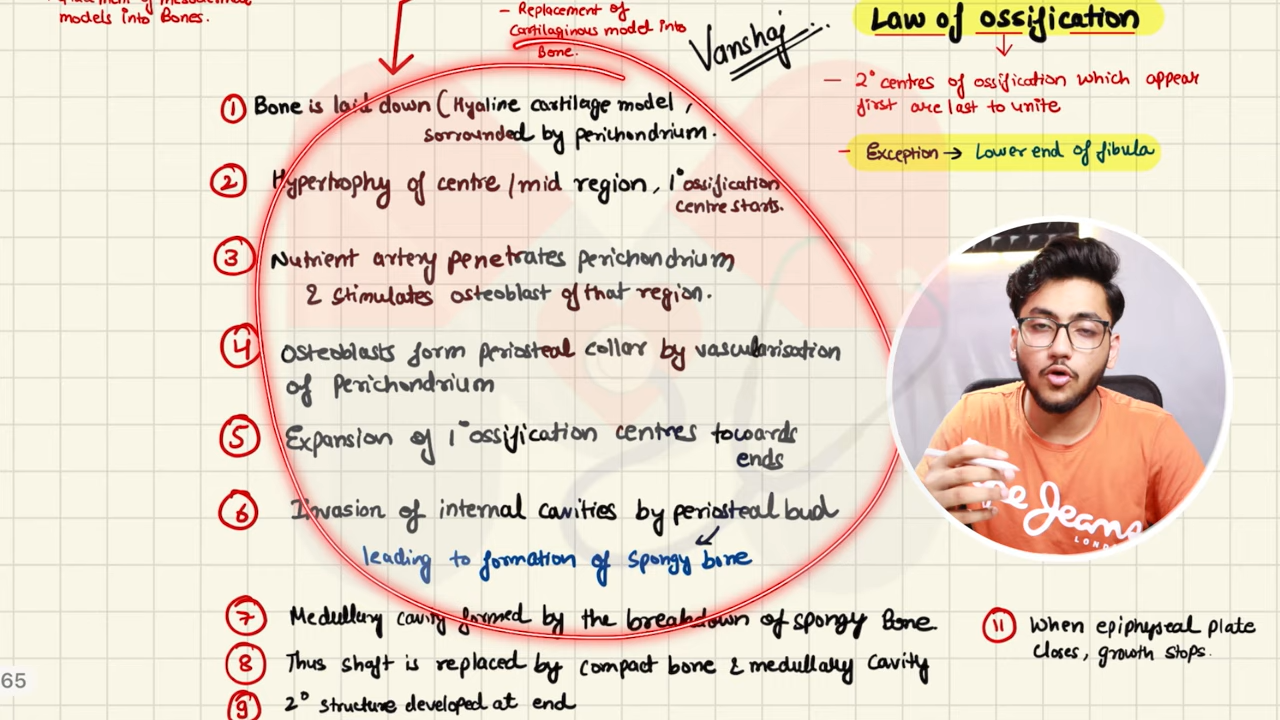 models into Bones.
- Replacement of
Cartilaginous model into
Bone.
Vanshaj
Law of ossification
- 2° centres of ossification which appear
first are last to unite
- Exception → Lower end of fibula
① Bone is laid down (Hyaline cartilage model,
sorrounded by perichondrium.
② Hypertrophy of centre / mid region, 1° ossification
centre starts.
③ Nutrient artery penetrates perichondrium
& stimulates osteoblast of that region.
④ Osteoblasts form periosteal collar by vascularisation
of perichondrium
⑤ Expansion of 1° ossification centres towards
ends
⑥ Invasion of internal cavities by periosteal bud
leading to formation of spongy bone
⑦ Medullary cavity formed by the breakdown of spongy Bone
⑧ Thus shaft is replaced by compact bone & medullary cavity
⑨ 2° structure developed at end
⑪ When epiphyseal plate
closes, growth stops.
65
Jeans